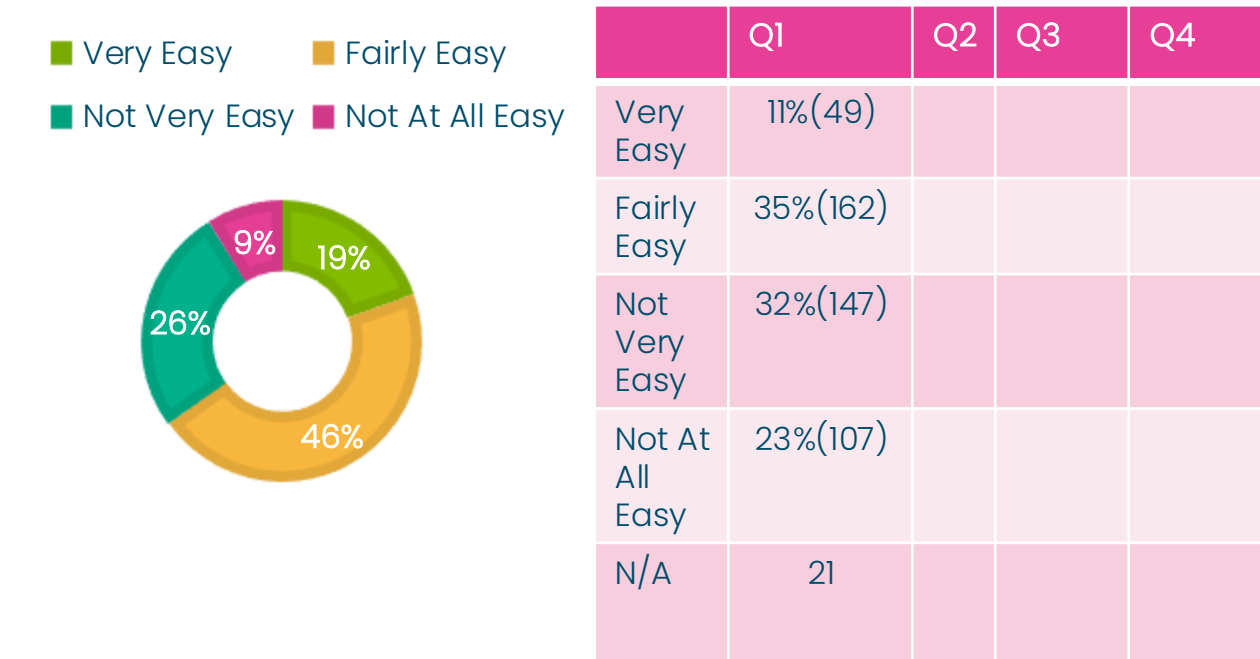 Very Easy
Fairly Easy
Not Very Easy
Not At All Easy
9%
19%
26%
46%
Q1
Q2
Q3
Q4
Very
Easy
11%(49)
Fairly
Easy
35%(162)
Not
Very
Easy
32%(147)
Not At
All
Easy
23%(107)
N/A
21